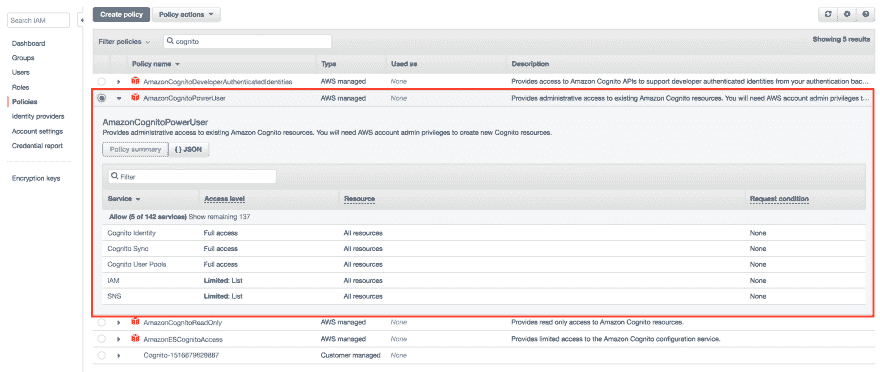 Search IAM
Dashboard
Groups
Users
Roles
Policies
Identity providers
Account settings
Credential report
Encryption keys
Create policy Policy actions
Filter policies cognito Showing 5 results
Policy name Type Used as Description
AmazonCognitoDeveloperAuthenticatedIdentities AWS managed None Provides access to Amazon Cognito APIs to support developer authenticated identities from your authentication bac...
AmazonCognitoPowerUser AWS managed None Provides administrative access to existing Amazon Cognito resources. You will need AWS account admin privileges t...
AmazonCognitoPowerUser
Provides administrative access to existing Amazon Cognito resources. You will need AWS account admin privileges to create new Cognito resources.
Policy summary { } JSON
Filter
Service Access level Resource Request condition
Allow (5 of 142 services) Show remaining 137
Cognito Identity Full access All resources None
Cognito Sync Full access All resources None
Cognito User Pools Full access All resources None
IAM Limited: List All resources None
SNS Limited: List All resources None
AmazonCognitoReadOnly AWS managed None Provides read only access to Amazon Cognito resources.
AmazonESCognitoAccess AWS managed None Provides limited access to the Amazon Cognito configuration service.
Customer managed None